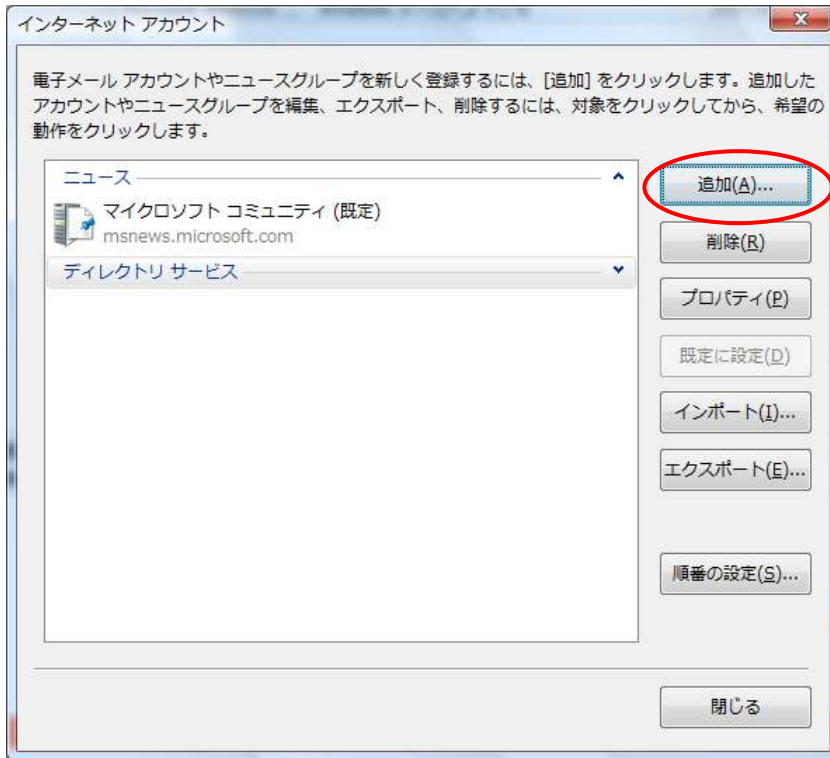 インターネット アカウント
電子メール アカウントやニュースグループを新しく登録するには、[追加] をクリックします。追加した
アカウントやニュースグループを編集、エクスポート、削除するには、対象をクリックしてから、希望の
動作をクリックします。
ニュース
マイクロソフト コミュニティ (既定)
msnews.microsoft.com
ディレクトリ サービス
追加(A)...
削除(R)
プロパティ(P)
既定に設定(D)
インポート(I)...
エクスポート(E)...
順番の設定(S)...
閉じる